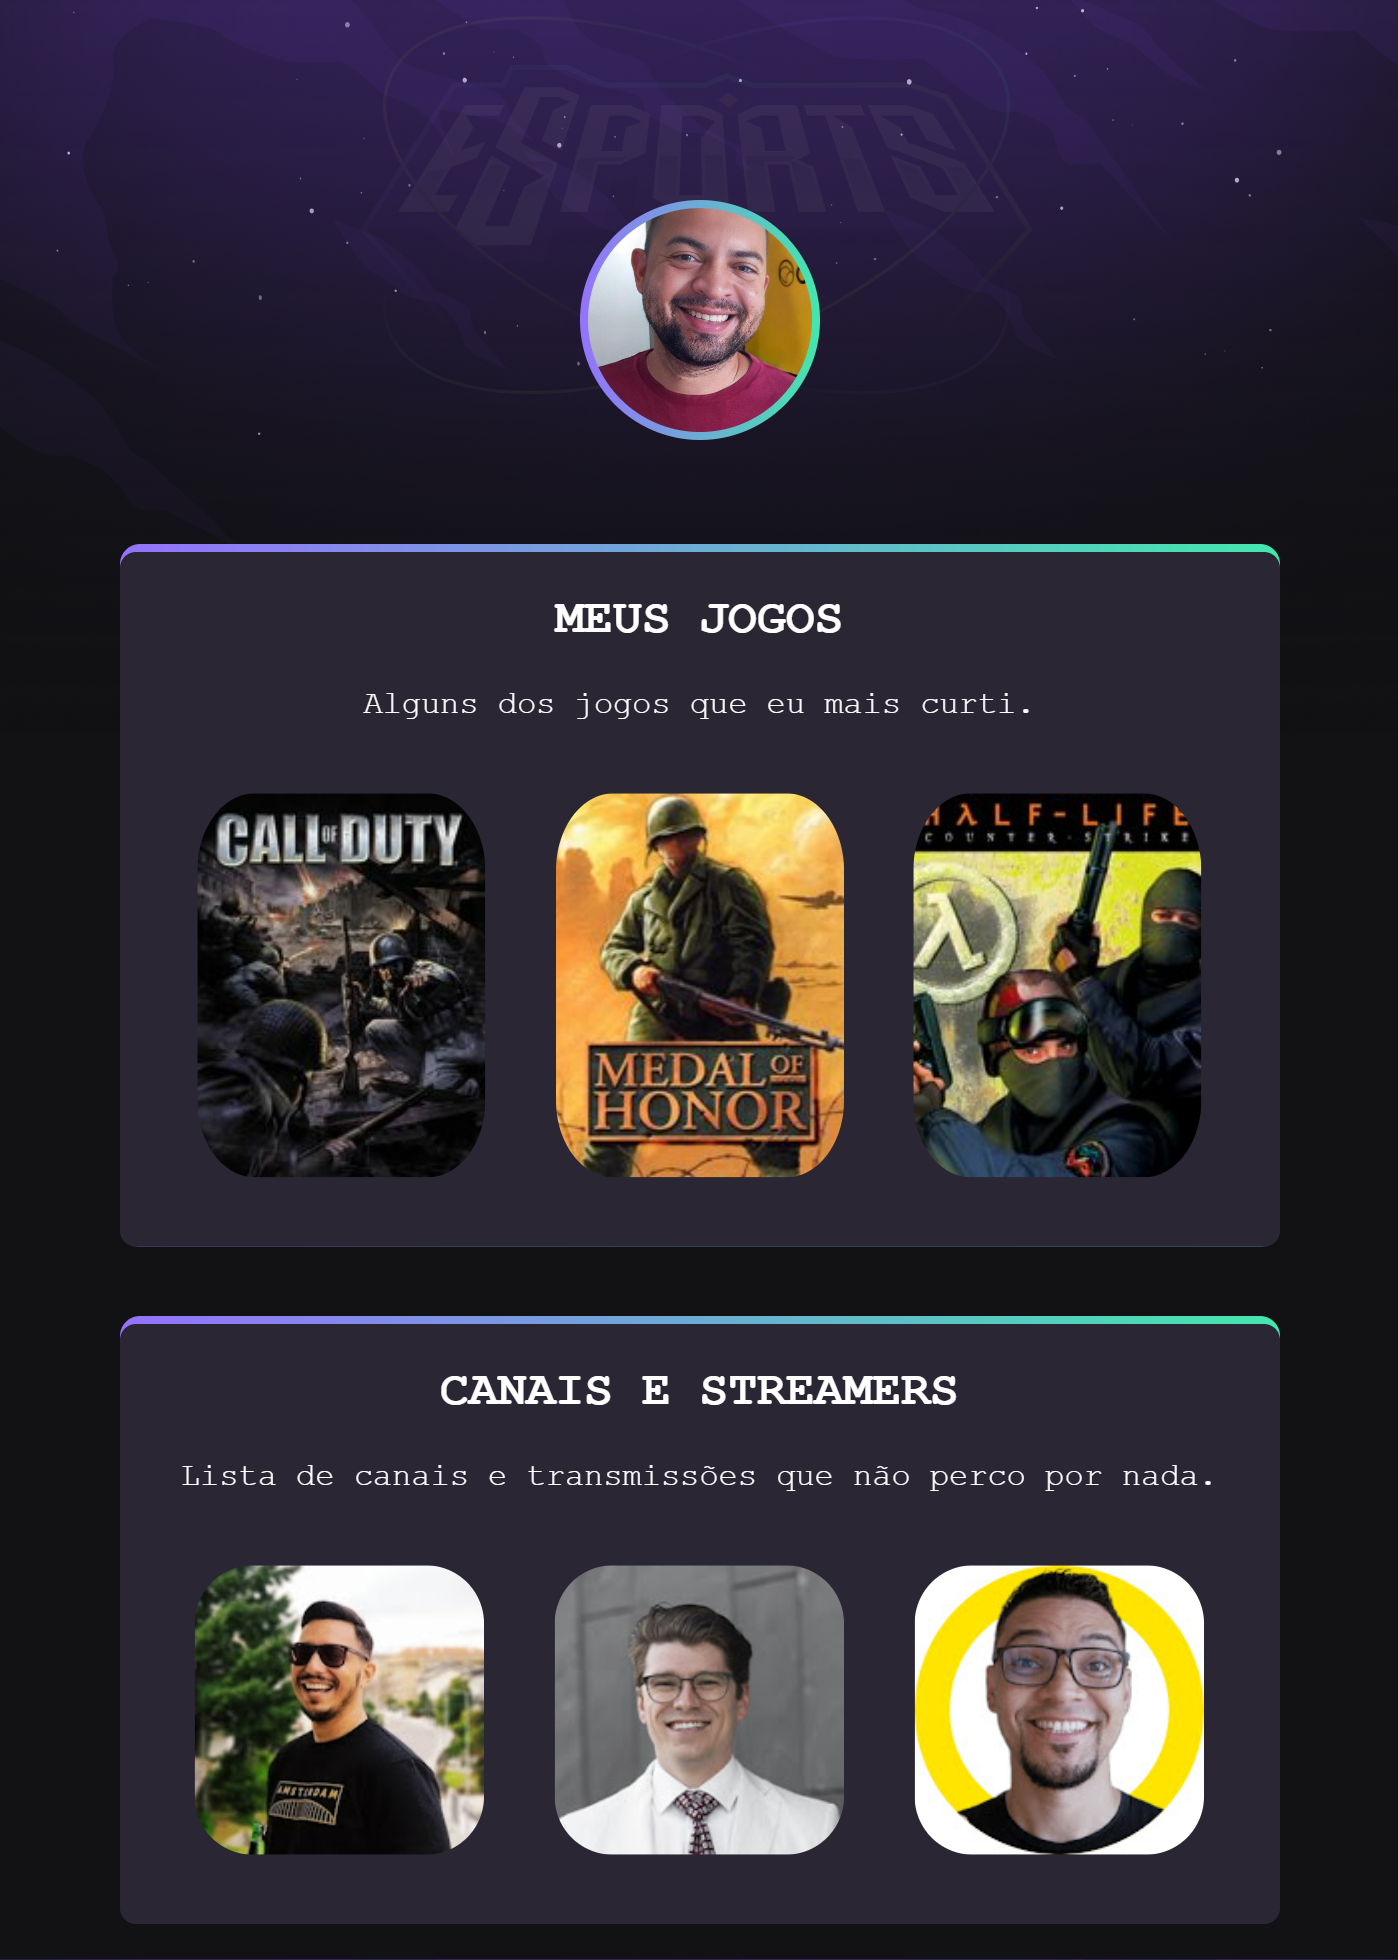 ESPORTS
MEUS JOGOS
Alguns dos jogos que eu mais curti.
CALL OF DUTY
MEDAL OF
HONOR
HALF-LIFE
COUNTER-STRIKE
CANAIS E STREAMERS
Lista de canais e transmissões que não perco por nada.
AMSTERDAM